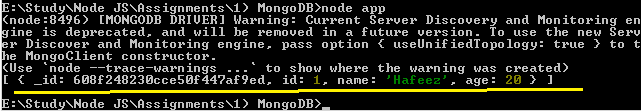 E:\Study\Node JS\Assignments\1) MongoDB>node app
(node:8496) [MONGODB DRIVER] Warning: Current Server Discovery and Monitoring en
gine is deprecated, and will be removed in a future version. To use the new Serv
er Discover and Monitoring engine, pass option { useUnifiedTopology: true } to t
he MongoClient constructor.
(Use `node --trace-warnings ...` to show where the warning was created)
[ { _id: 608f248230cce50f447af9ed, id: 1, name: 'Hafeez', age: 20 } ]
E:\Study\Node JS\Assignments\1) MongoDB>